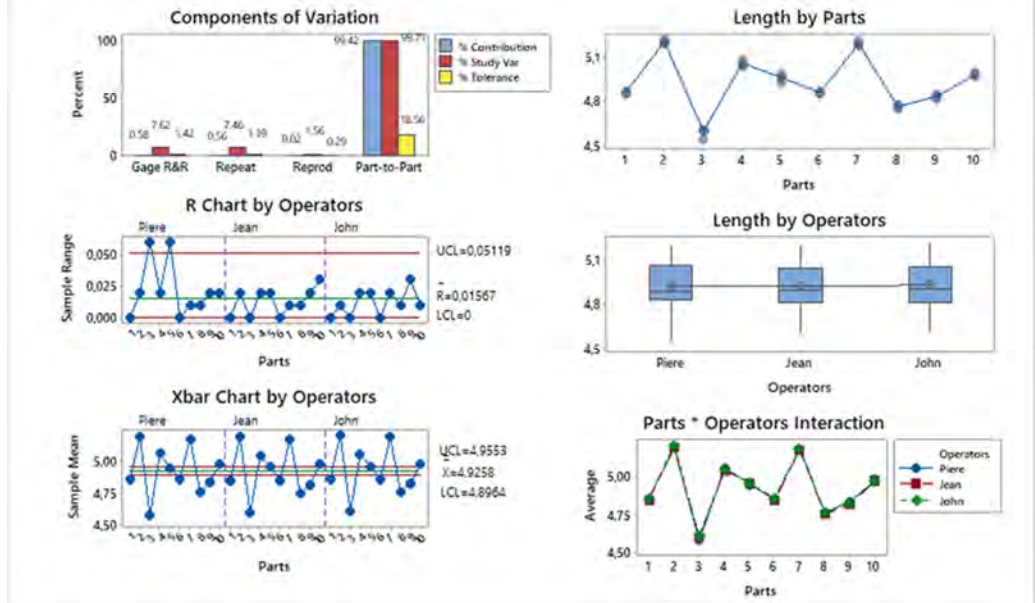 Components of Variation
Percent
100
50
0
99.42
99.71
18.56
0.58
7.62
1.42
0.56
7.46
1.39
0.02
1.56
0.29
Gage R&R
Repeat
Reprod
Part-to-Part
% Contribution
% Study Var
% Tolerance
Length by Parts
5,1
4,8
4,5
1 2 3 4 5 6 7 8 9 10
Parts
R Chart by Operators
Piere Jean John
Sample Range
0,050
0,025
0,000
UCL=0,05119
R=0,01567
LCL=0
Parts
Length by Operators
5,1
4,8
4,5
Piere Jean John
Operators
Xbar Chart by Operators
Piere Jean John
Sample Mean
5.00
4.75
4.50
UCL=4,9553
X=4.9258
LCL=4,8964
Parts
Parts * Operators Interaction
Average
5,00
4,75
4,50
1 2 3 4 5 6 7 8 9 10
Parts
Operators
Piere
Jean
John